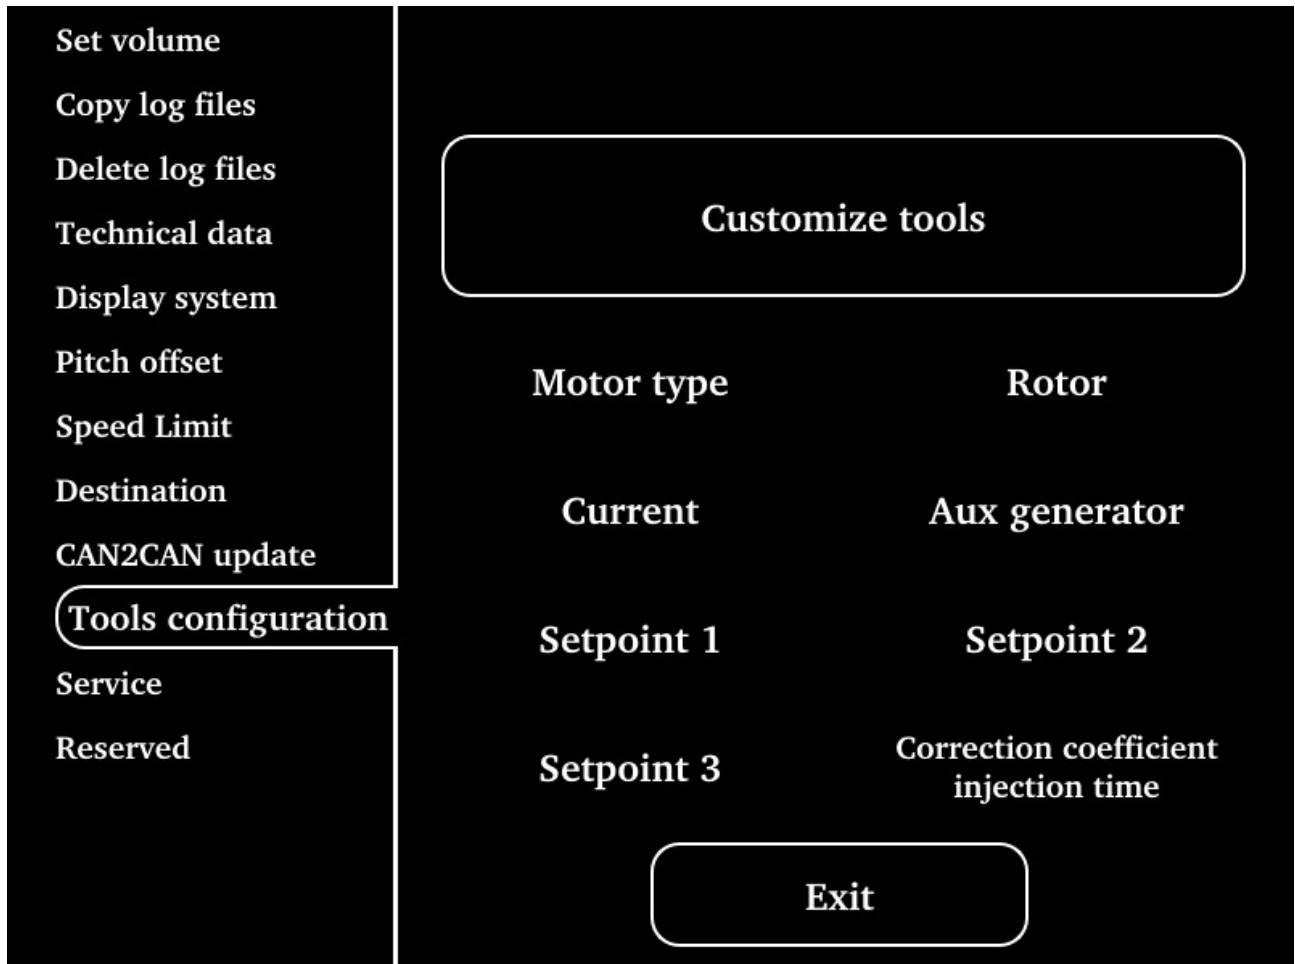 Set volume
Copy log files
Delete log files
Technical data
Display system
Pitch offset
Speed Limit
Destination
CAN2CAN update
Tools configuration
Service
Reserved
Customize tools
Motor type
Rotor
Current
Aux generator
Setpoint 1
Setpoint 2
Setpoint 3
Correction coefficient
injection time
Exit